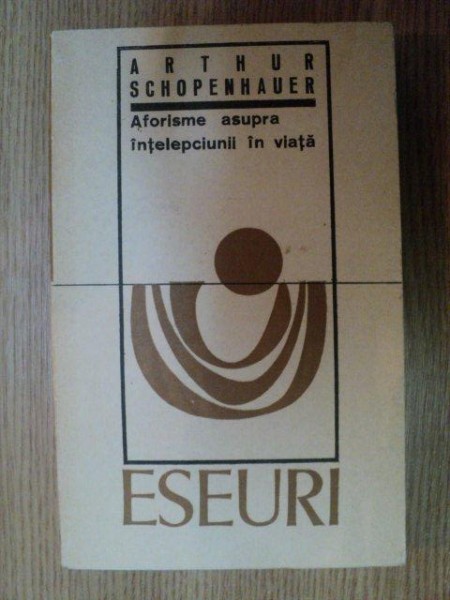 ARTHUR
SCHOPENHAUER
Aforisme asupra
înțelepciunii în viață
ESEURI